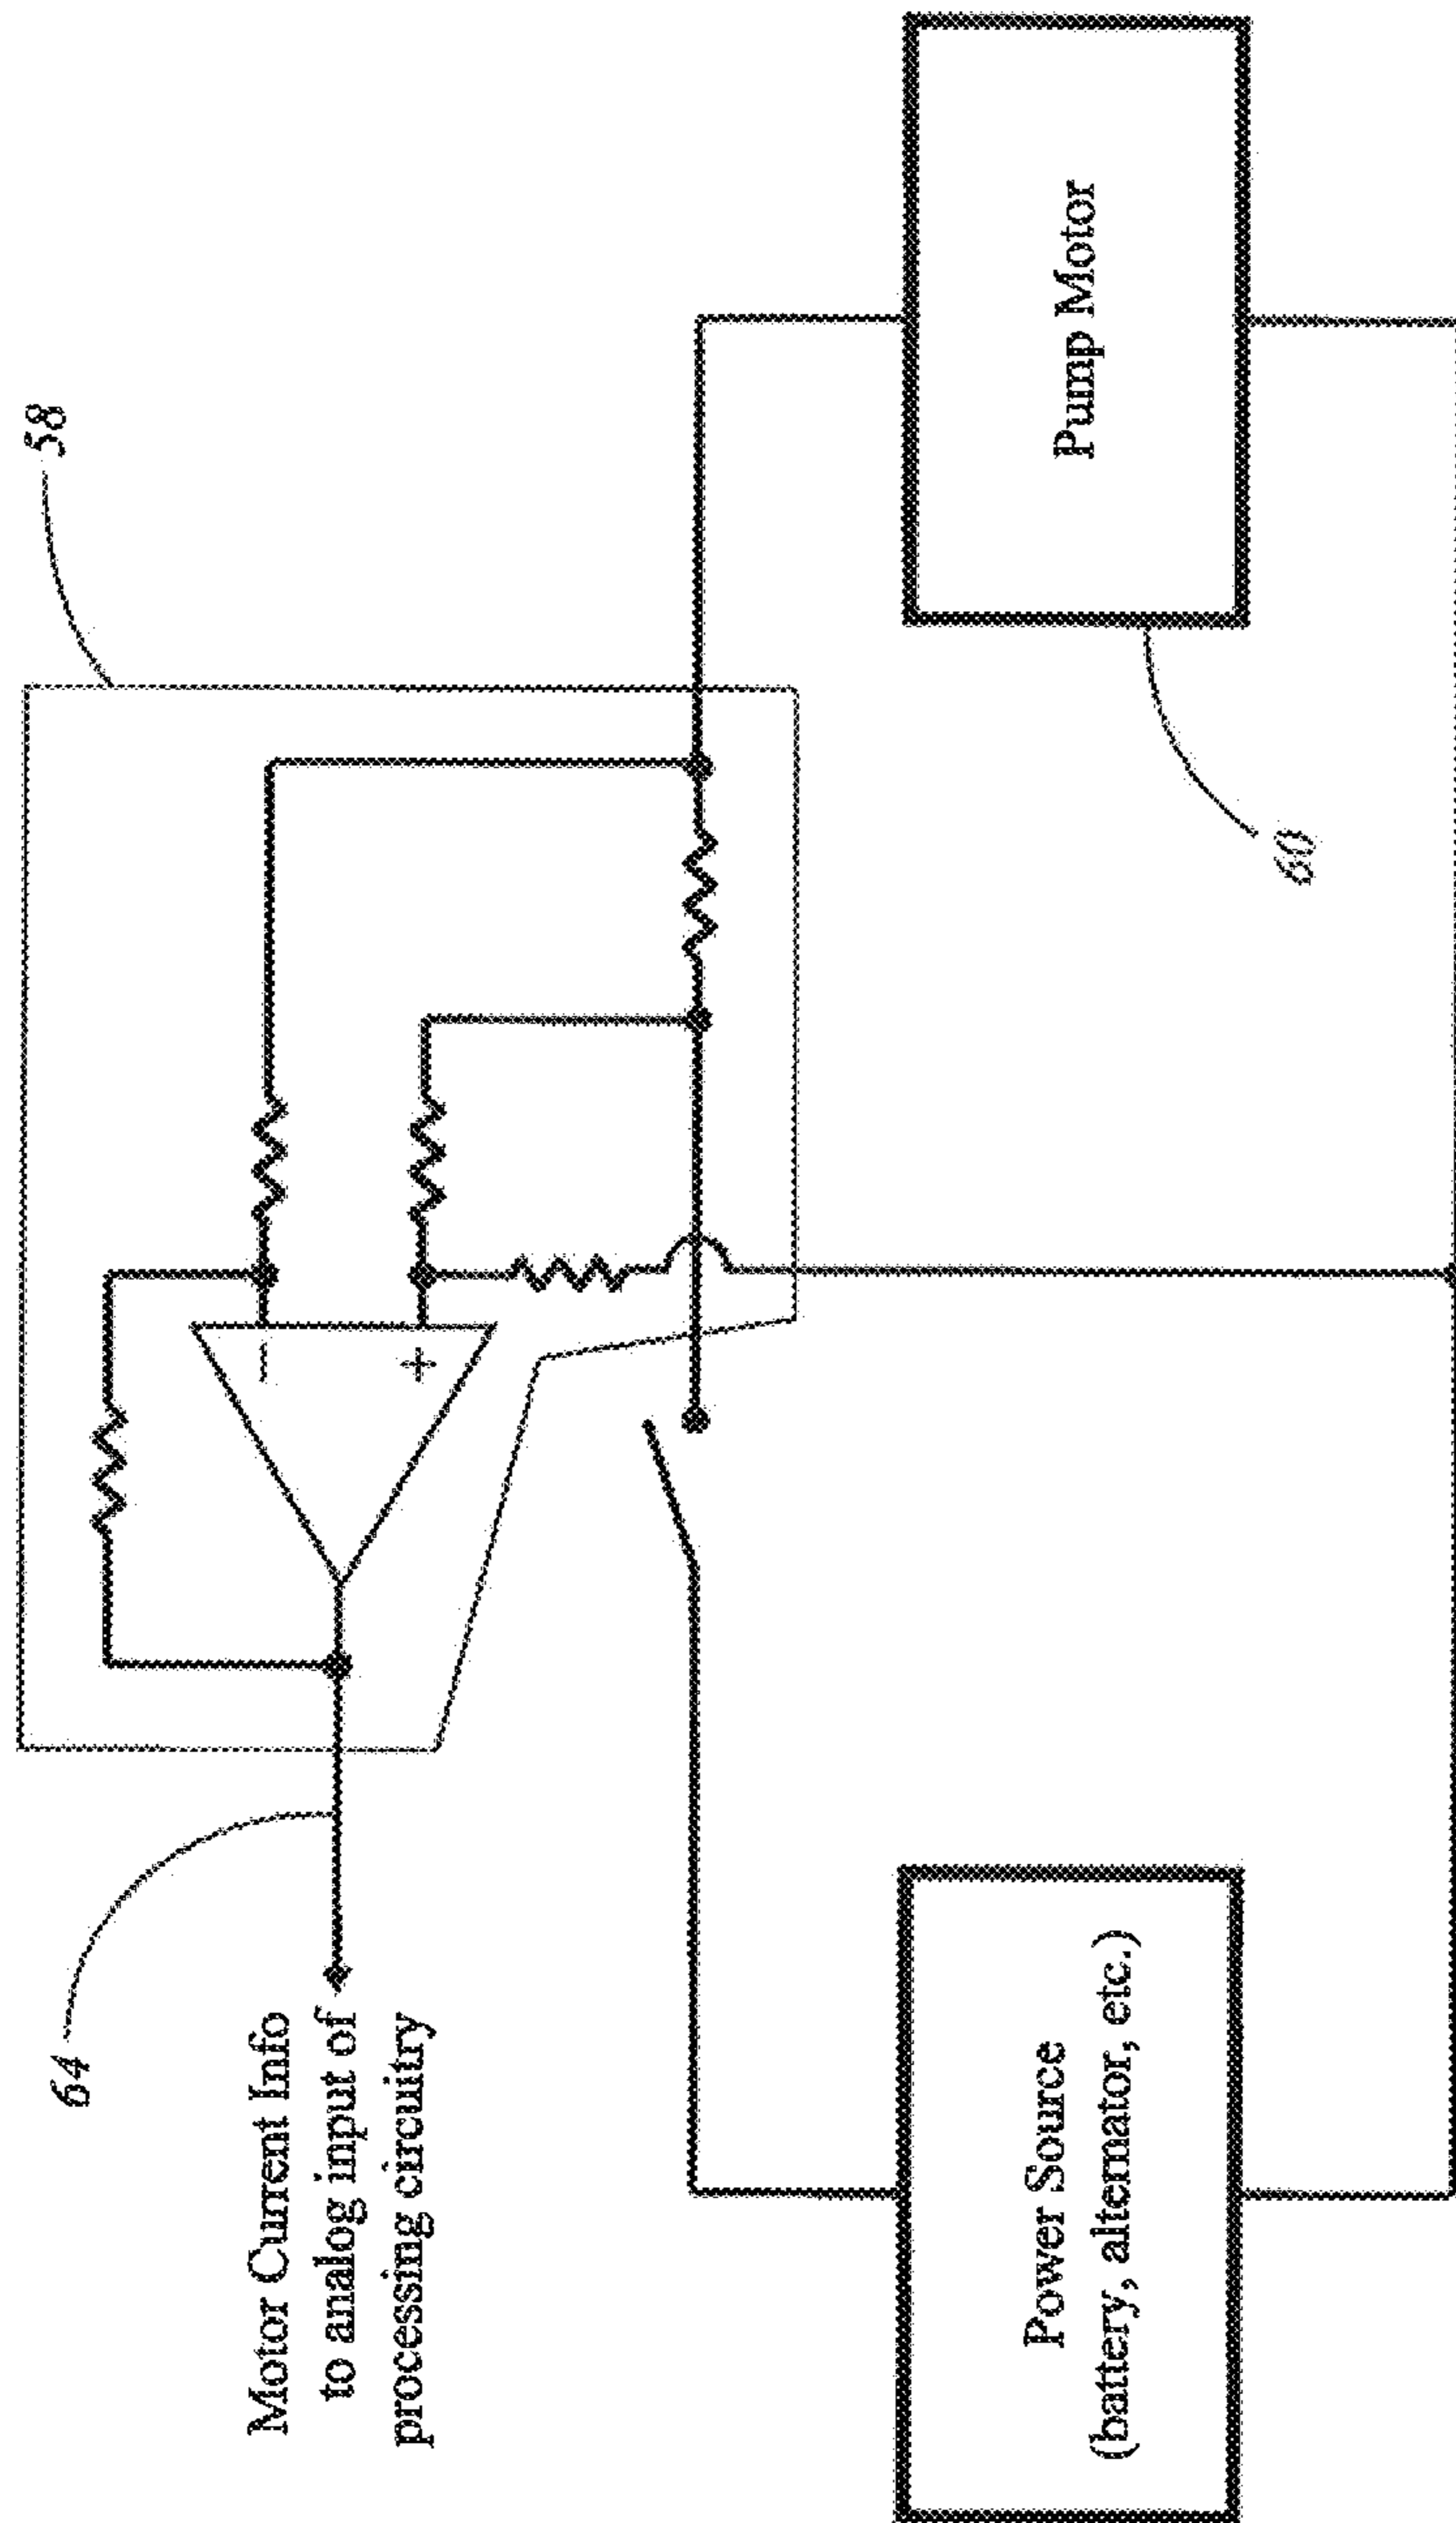 58
64
Motor Current Info
to analog input of
processing circuitry
−
+
Power Source
(battery, alternator, etc.)
Pump Motor
60